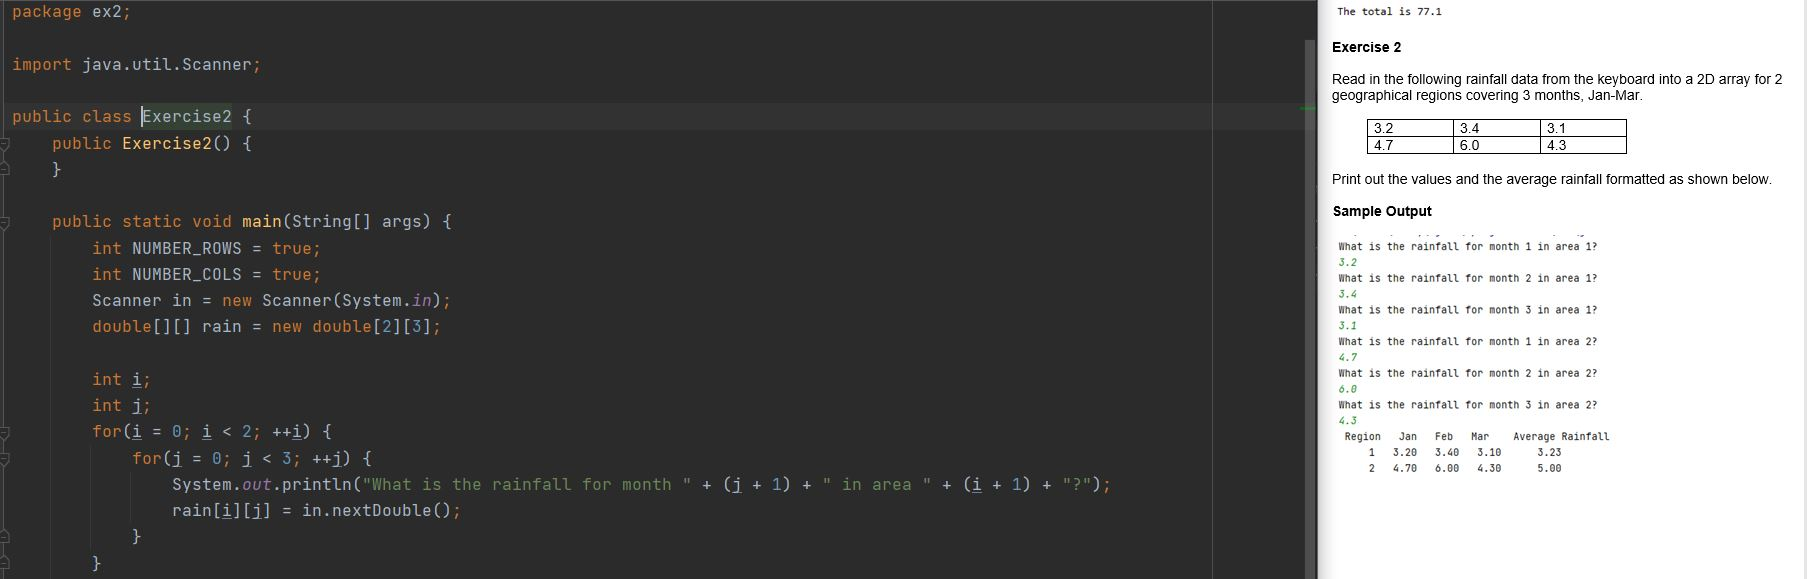 package ex2;
import java.util.Scanner;
public class Exercise2 {
public Exercise2() {
}
public static void main(String[] args) {
int NUMBER_ROWS = true;
int NUMBER_COLS = true;
Scanner in = new Scanner(System.in);
double[][] rain = new double[2][3];
int i;
int j;
for(i = 0; i < 2; ++i) {
for(j = 0; j < 3; ++j) {
System.out.println("What is the rainfall for month " + (j + 1) + " in area " + (i + 1) + "?");
rain[i][j] = in.nextDouble();
}
}
The total is 77.1
Exercise 2
Read in the following rainfall data from the keyboard into a 2D array for 2
geographical regions covering 3 months, Jan-Mar.
3.2 3.4 3.1
4.7 6.0 4.3
Print out the values and the average rainfall formatted as shown below.
Sample Output
What is the rainfall for month 1 in area 1?
3.2
What is the rainfall for month 2 in area 1?
3.4
What is the rainfall for month 3 in area 1?
3.1
What is the rainfall for month 1 in area 2?
4.7
What is the rainfall for month 2 in area 2?
6.0
What is the rainfall for month 3 in area 2?
4.3
Region Jan Feb Mar Average Rainfall
1 3.20 3.40 3.10 3.23
2 4.70 6.00 4.30 5.00